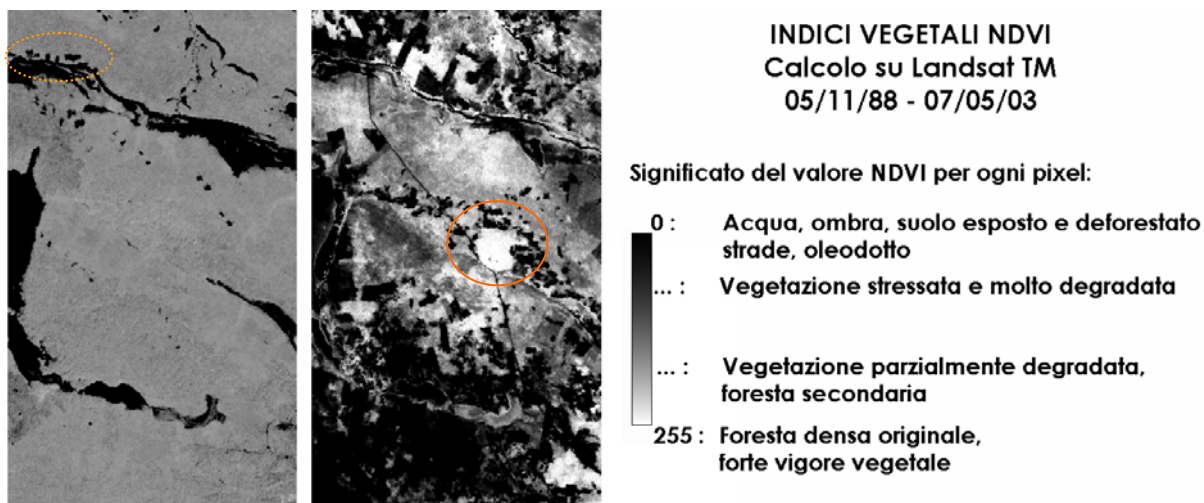 INDICI VEGETALI NDVI
Calcolo su Landsat TM
05/11/88 - 07/05/03
Significato del valore NDVI per ogni pixel:
0 : Acqua, ombra, suolo esposto e deforestato
strade, oleodotto
... : Vegetazione stressata e molto degradata
... : Vegetazione parzialmente degradata,
foresta secondaria
255 : Foresta densa originale,
forte vigore vegetale